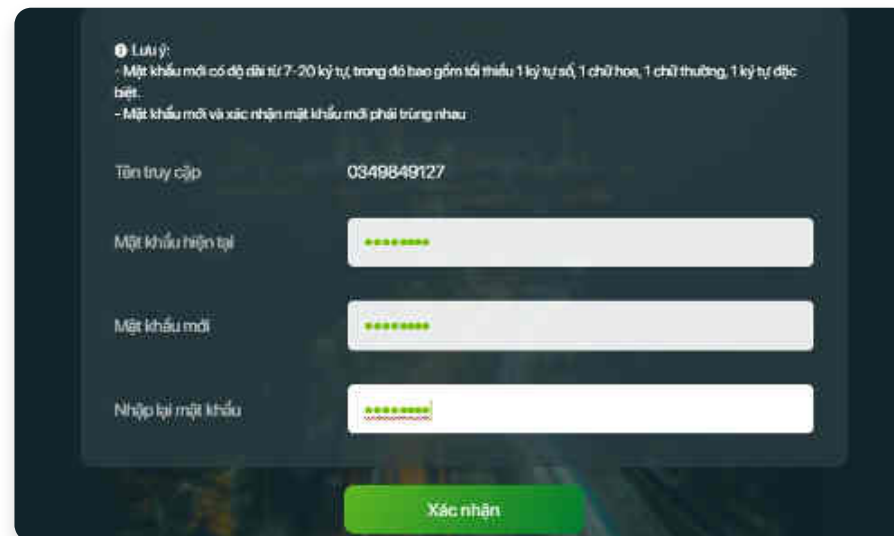 Lưu ý:
- Mật khẩu mới có độ dài từ 7-20 ký tự, trong đó bao gồm tối thiểu 1 ký tự số, 1 chữ hoa, 1 chữ thường, 1 ký tự đặc
biệt.
- Mật khẩu mới và xác nhận mật khẩu mới phải trùng nhau
Tên truy cập 0349849127
Mật khẩu hiện tại
Mật khẩu mới
Nhập lại mật khẩu
Xác nhận